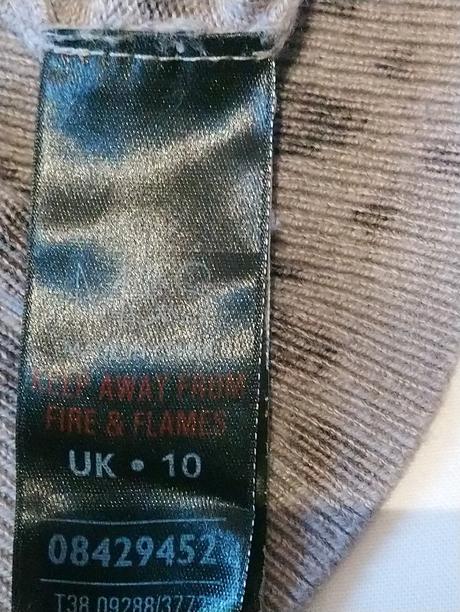 KEEP AWAY FROM
FIRE & FLAMES
UK • 10
08429452
T38 09288/3772